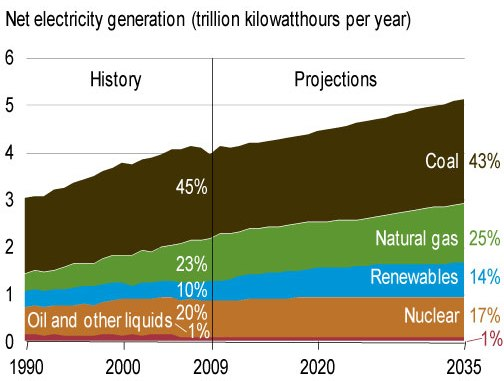 Net electricity generation (trillion kilowatthours per year)
6
History
Projections
5
4
Coal 43%
45%
3
Natural gas 25%
2
23%
Renewables 14%
10%
1
Nuclear 17%
20%
Oil and other liquids
1%
1%
0
1990 2000 2009 2020 2035